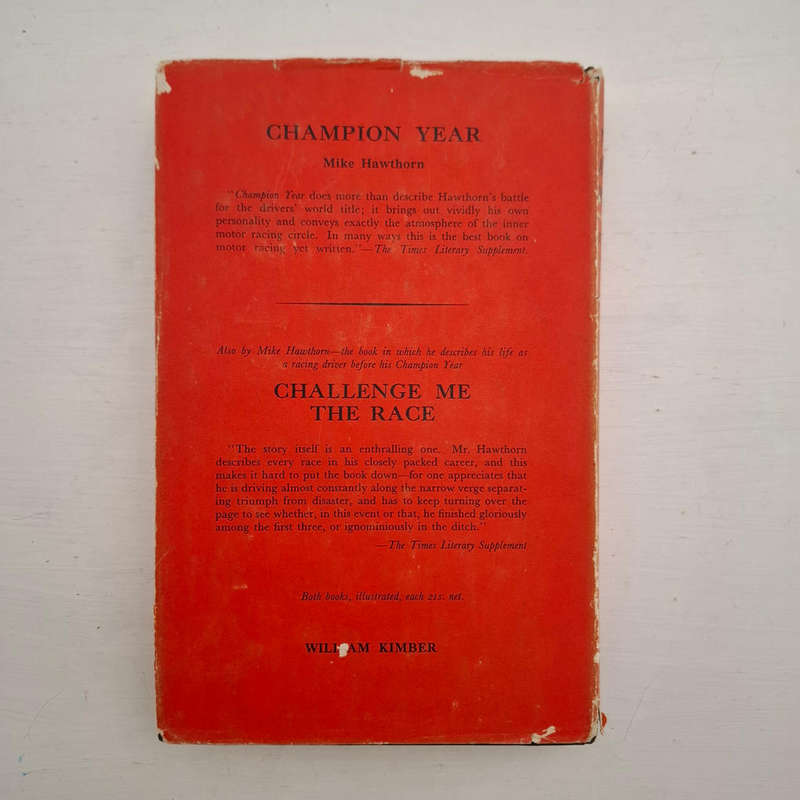 CHAMPION YEAR
Mike Hawthorn
"Champion Year does more than describe Hawthorn's battle
for the drivers' world title; it brings out vividly his own
personality and conveys exactly the atmosphere of the inner
motor racing circle. In many ways this is the best book on
motor racing yet written."—The Times Literary Supplement.
Also by Mike Hawthorn—the book in which he describes his life as
a racing driver before his Champion Year
CHALLENGE ME
THE RACE
"The story itself is an enthralling one. Mr. Hawthorn
describes every race in his closely packed career, and this
makes it hard to put the book down—for one appreciates that
he is driving almost constantly along the narrow verge separat-
ing triumph from disaster, and has to keep turning over the
page to see whether, in this event or that, he finished gloriously
among the first three, or ignominiously in the ditch."
—The Times Literary Supplement
Both books, illustrated, each 21s. net.
WILLIAM KIMBER